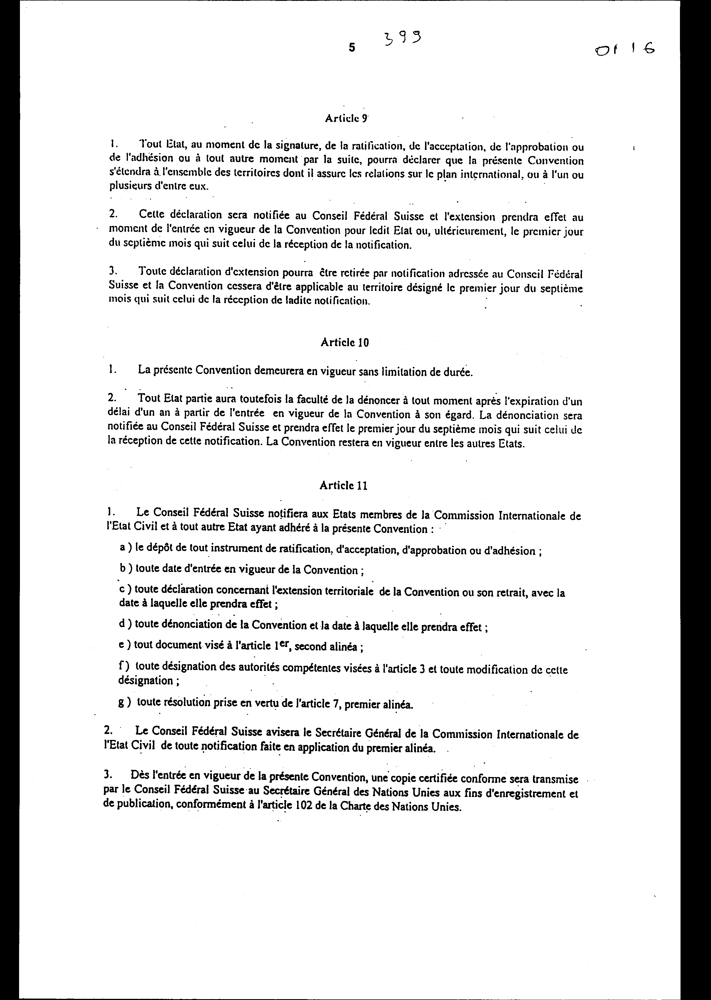 399
5
01 16
Article 9
1. Tout Etat, au moment de la signature, de la ratification, de l'acceptation, de l'approbation ou
de l'adhésion ou à tout autre moment par la suite, pourra déclarer que la présente Convention
s'étendra à l'ensemble des territoires dont il assure les relations sur le plan international, ou à l'un ou
plusieurs d'entre eux.
2. Cette déclaration sera notifiée au Conseil Fédéral Suisse et l'extension prendra effet au
moment de l'entrée en vigueur de la Convention pour ledit Etat ou, ultérieurement, le premier jour
du septième mois qui suit celui de la réception de la notification.
3. Toute déclaration d'extension pourra être retirée par notification adressée au Conseil Fédéral
Suisse et la Convention cessera d'être applicable au territoire désigné le premier jour du septième
mois qui suit celui de la réception de ladite notification.
Article 10
1. La présente Convention demeurera en vigueur sans limitation de durée.
2. Tout Etat partie aura toutefois la faculté de la dénoncer à tout moment après l'expiration d'un
délai d'un an à partir de l'entrée en vigueur de la Convention à son égard. La dénonciation sera
notifiée au Conseil Fédéral Suisse et prendra effet le premier jour du septième mois qui suit celui de
la réception de cette notification. La Convention restera en vigueur entre les autres Etats.
Article 11
1. Le Conseil Fédéral Suisse notifiera aux Etats membres de la Commission Internationale de
l'Etat Civil et à tout autre Etat ayant adhéré à la présente Convention :
a ) le dépôt de tout instrument de ratification, d'acceptation, d'approbation ou d'adhésion ;
b ) toute date d'entrée en vigueur de la Convention ;
c ) toute déclaration concernant l'extension territoriale de la Convention ou son retrait, avec la
date à laquelle elle prendra effet ;
d ) toute dénonciation de la Convention et la date à laquelle elle prendra effet ;
e ) tout document visé à l'article 1er, second alinéa ;
f ) toute désignation des autorités compétentes visées à l'article 3 et toute modification de cette
désignation ;
g ) toute résolution prise en vertu de l'article 7, premier alinéa.
2. Le Conseil Fédéral Suisse avisera le Secrétaire Général de la Commission Internationale de
l'Etat Civil de toute notification faite en application du premier alinéa.
3. Dès l'entrée en vigueur de la présente Convention, une copie certifiée conforme sera transmise
par le Conseil Fédéral Suisse au Secrétaire Général des Nations Unies aux fins d'enregistrement et
de publication, conformément à l'article 102 de la Charte des Nations Unies.